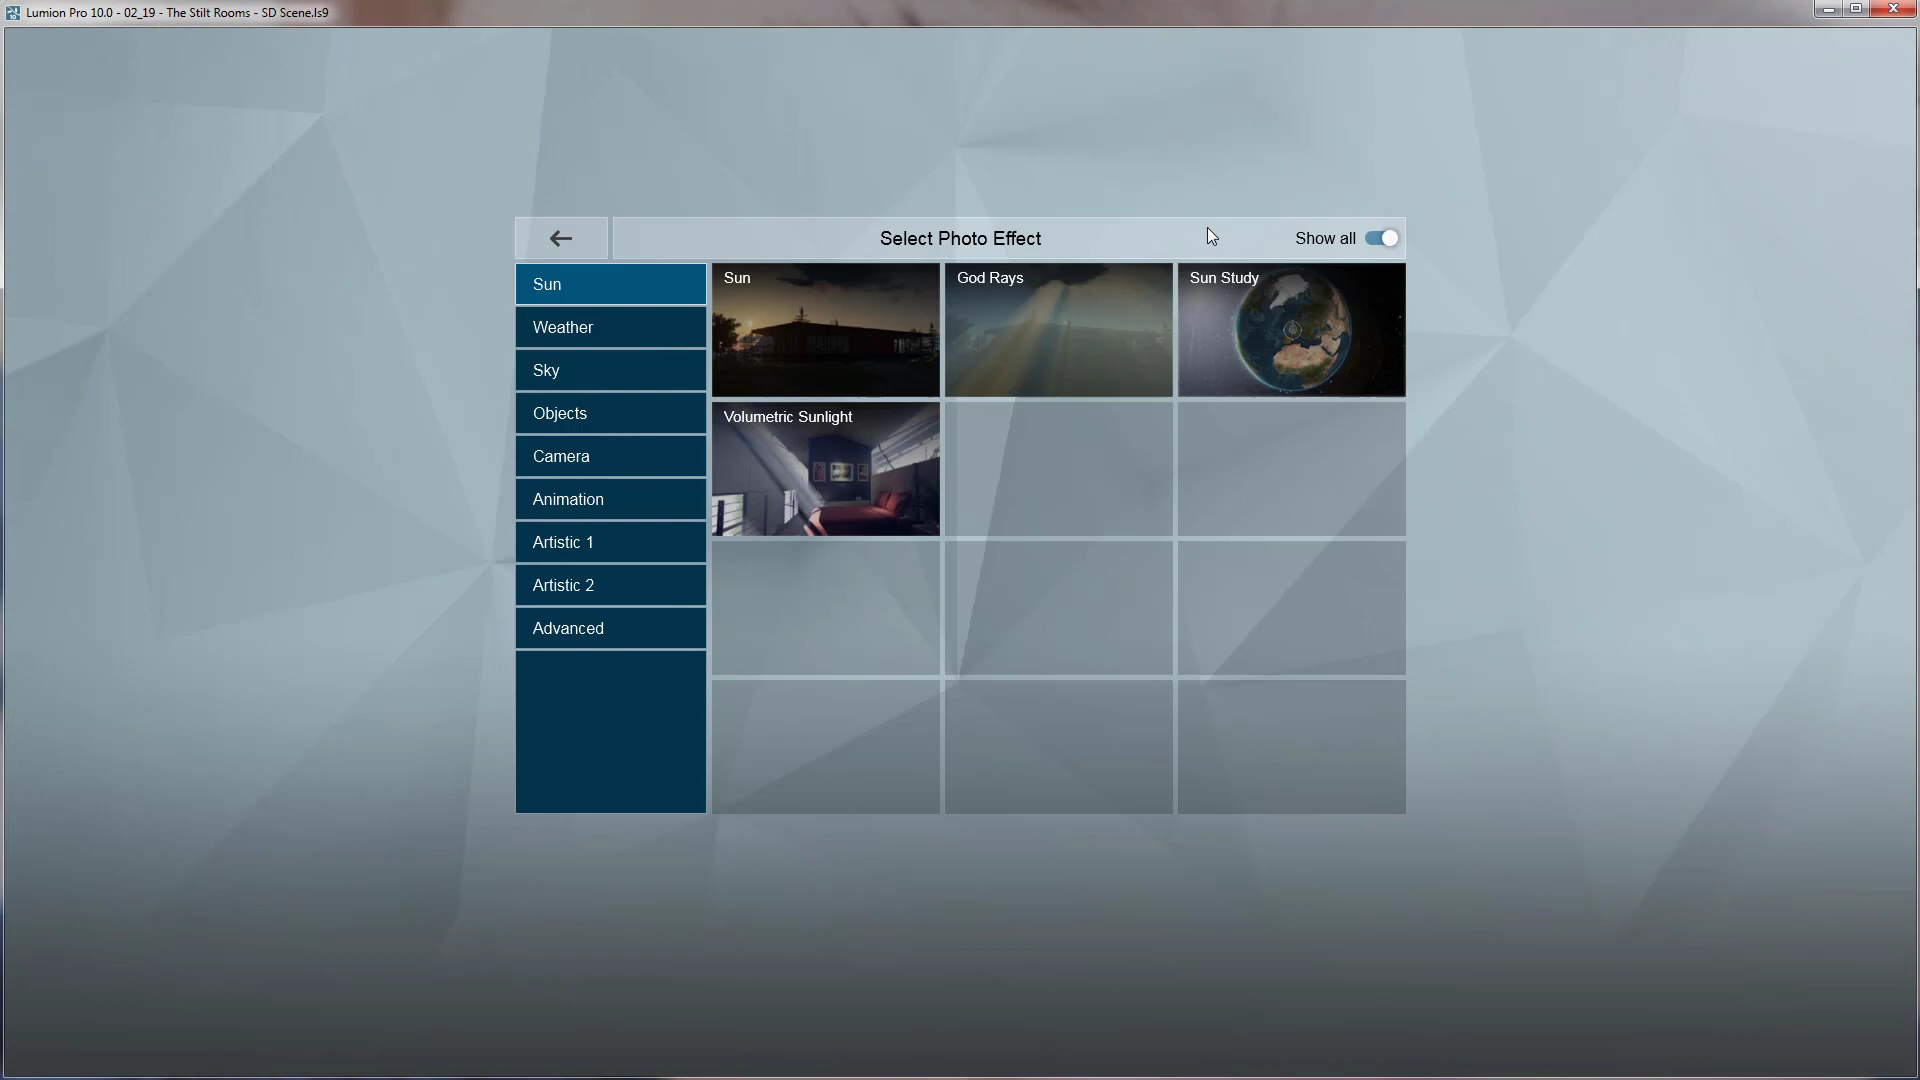 Lumion Pro 10.0 - 02_19 - The Stilt Rooms - SD Scene.ls9
Select Photo Effect
Show all
Sun
Weather
Sky
Objects
Camera
Animation
Artistic 1
Artistic 2
Advanced
Sun
God Rays
Sun Study
Volumetric Sunlight